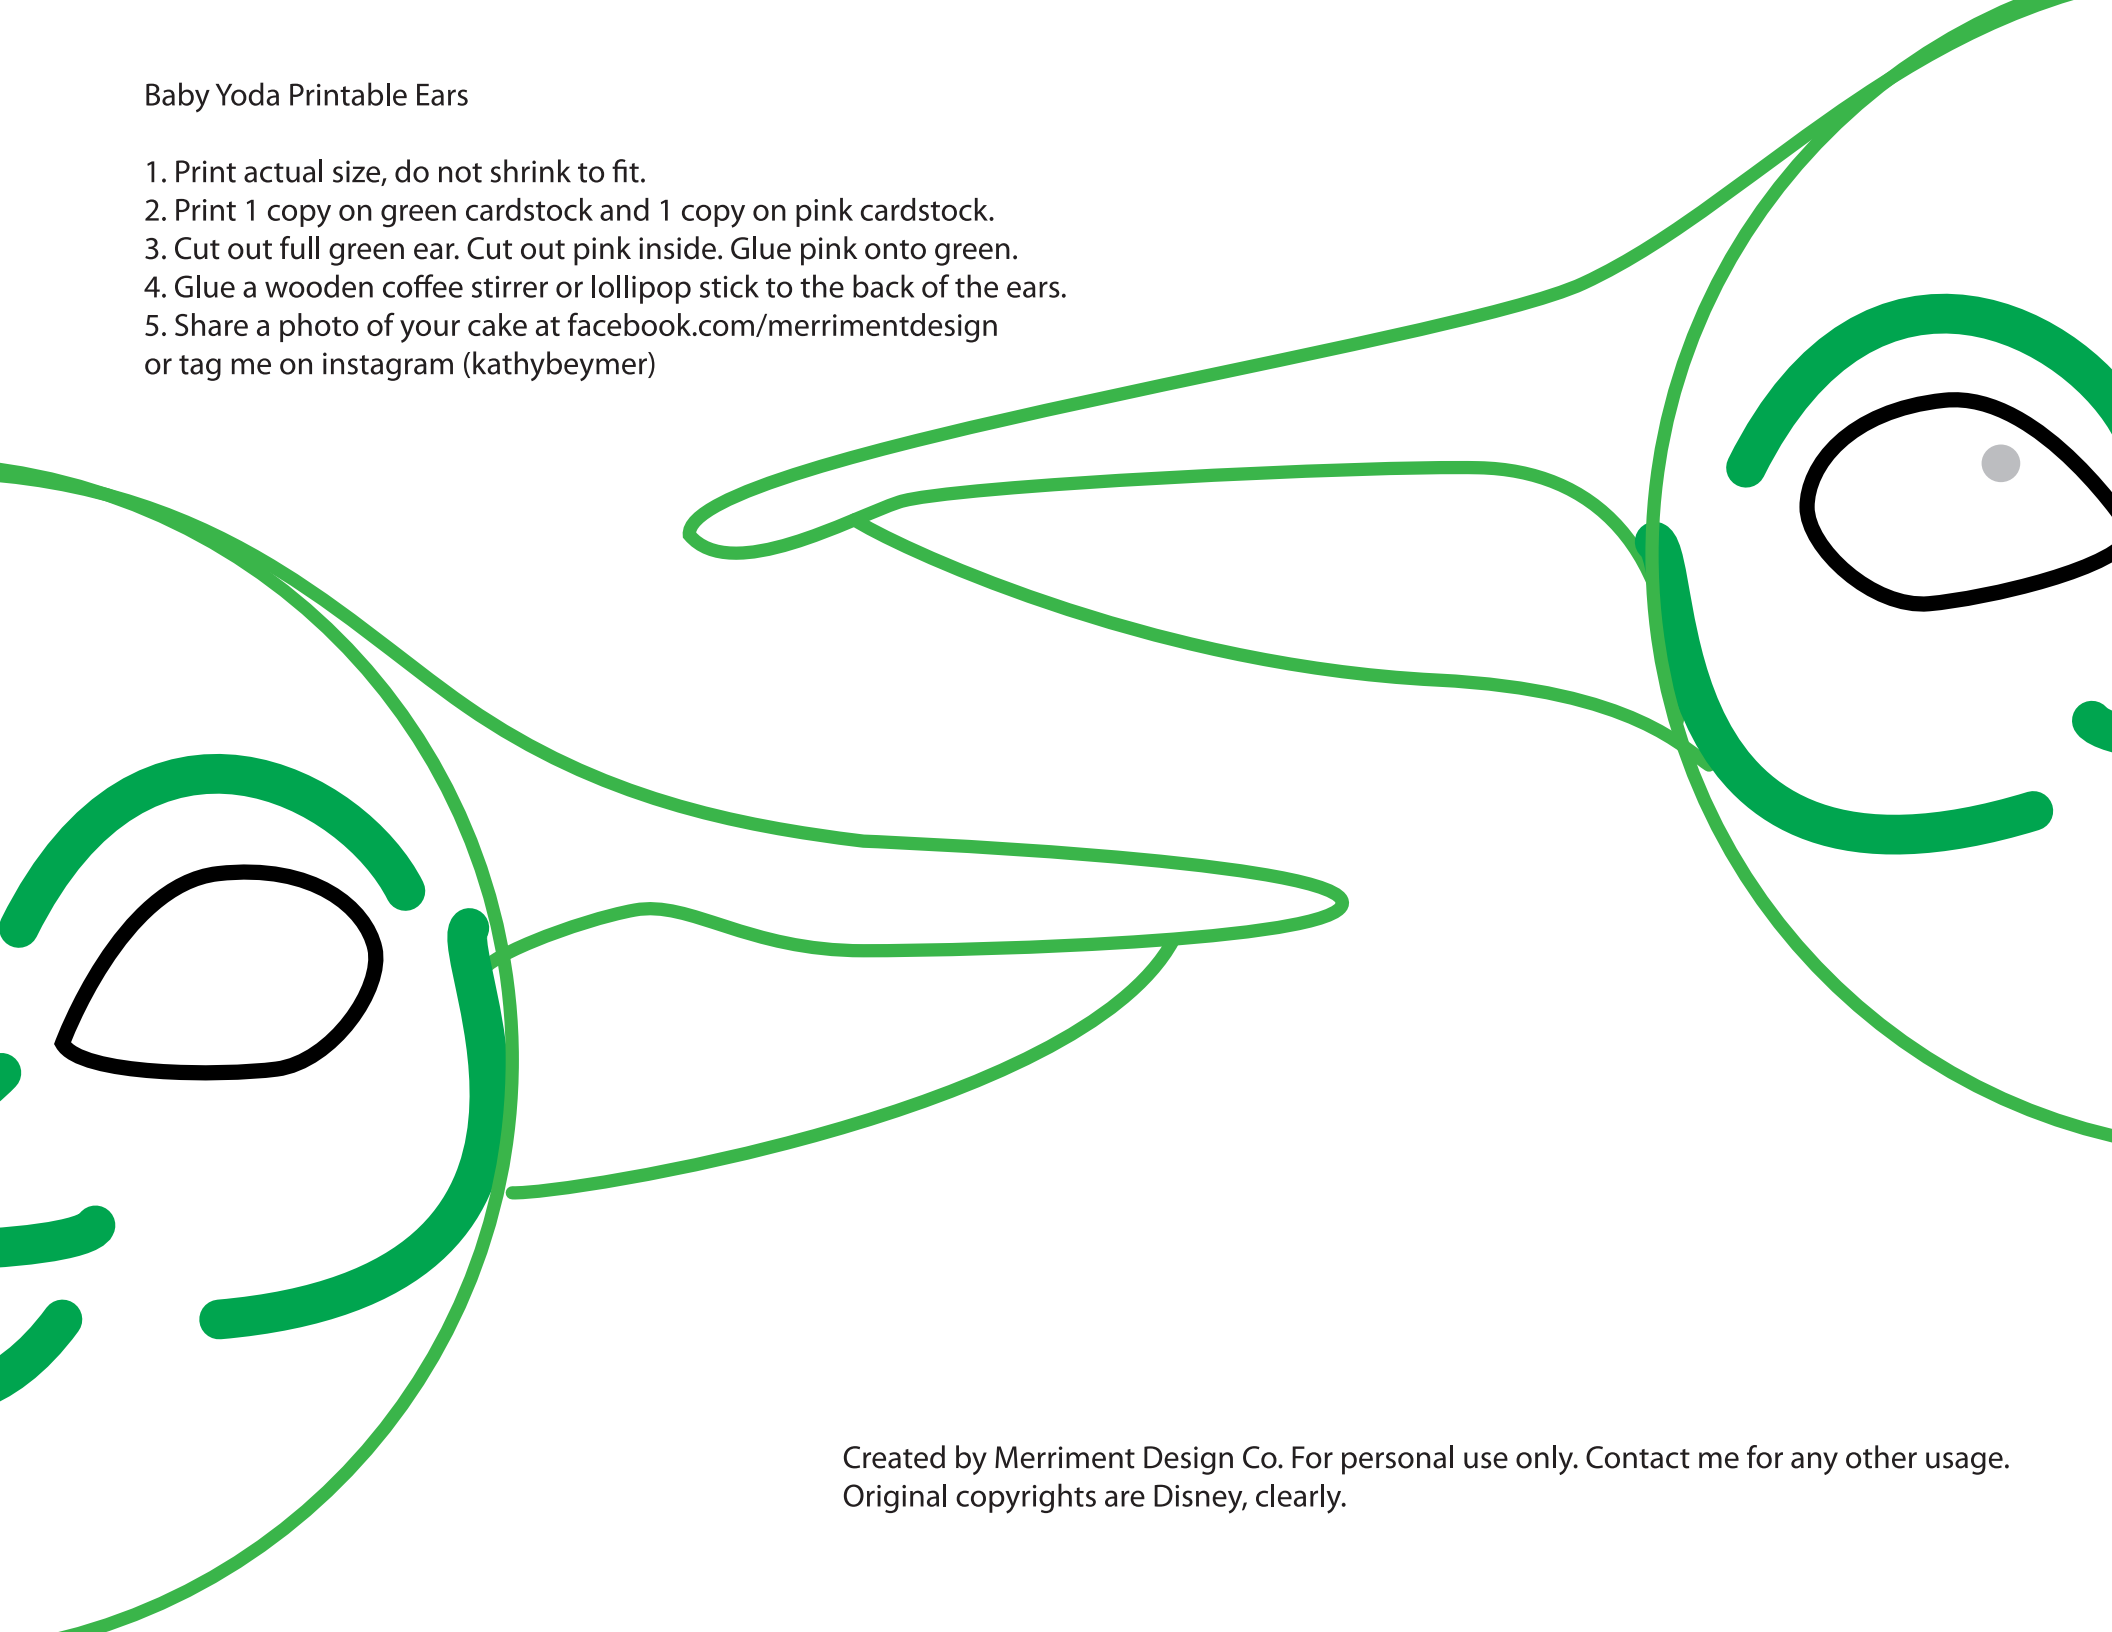 Baby Yoda Printable Ears
1. Print actual size, do not shrink to fit.
2. Print 1 copy on green cardstock and 1 copy on pink cardstock.
3. Cut out full green ear. Cut out pink inside. Glue pink onto green.
4. Glue a wooden coffee stirrer or lollipop stick to the back of the ears.
5. Share a photo of your cake at facebook.com/merrimentdesign
or tag me on instagram (kathybeymer)
Created by Merriment Design Co. For personal use only. Contact me for any other usage.
Original copyrights are Disney, clearly.